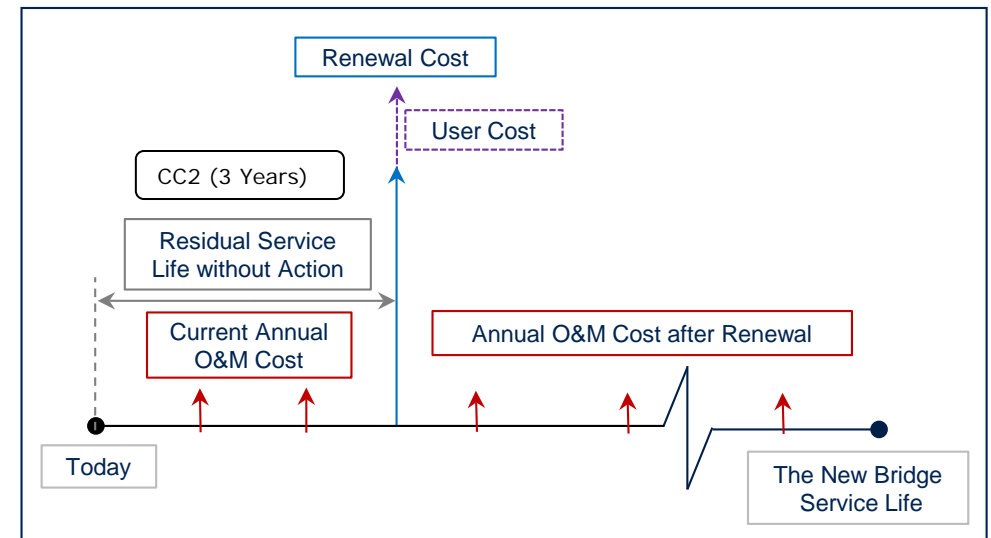 Renewal Cost
User Cost
CC2 (3 Years)
Residual Service
Life without Action
Current Annual
O&M Cost
Annual O&M Cost after Renewal
Today
The New Bridge
Service Life